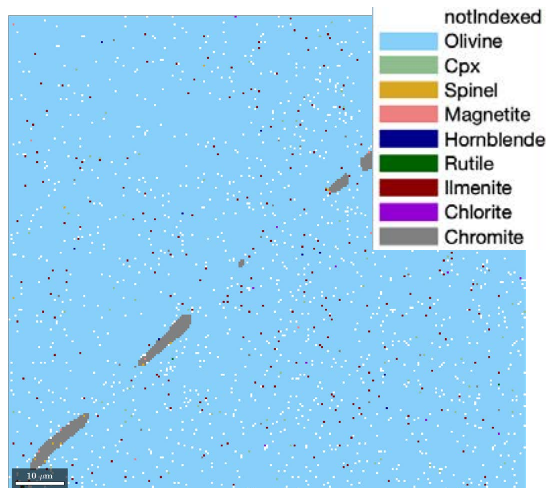 notIndexed
Olivine
Cpx
Spinel
Magnetite
Hornblende
Rutile
Ilmenite
Chlorite
Chromite
10 μm